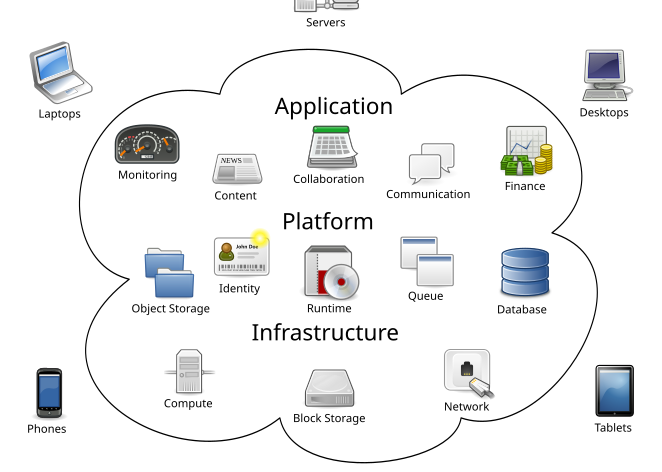 Servers
Laptops
Desktops
Application
Monitoring
NEWS
Content
Collaboration
Communication
Finance
Platform
John Doe
Object Storage
Identity
Runtime
Queue
Database
Infrastructure
Compute
Block Storage
Network
Phones
Tablets